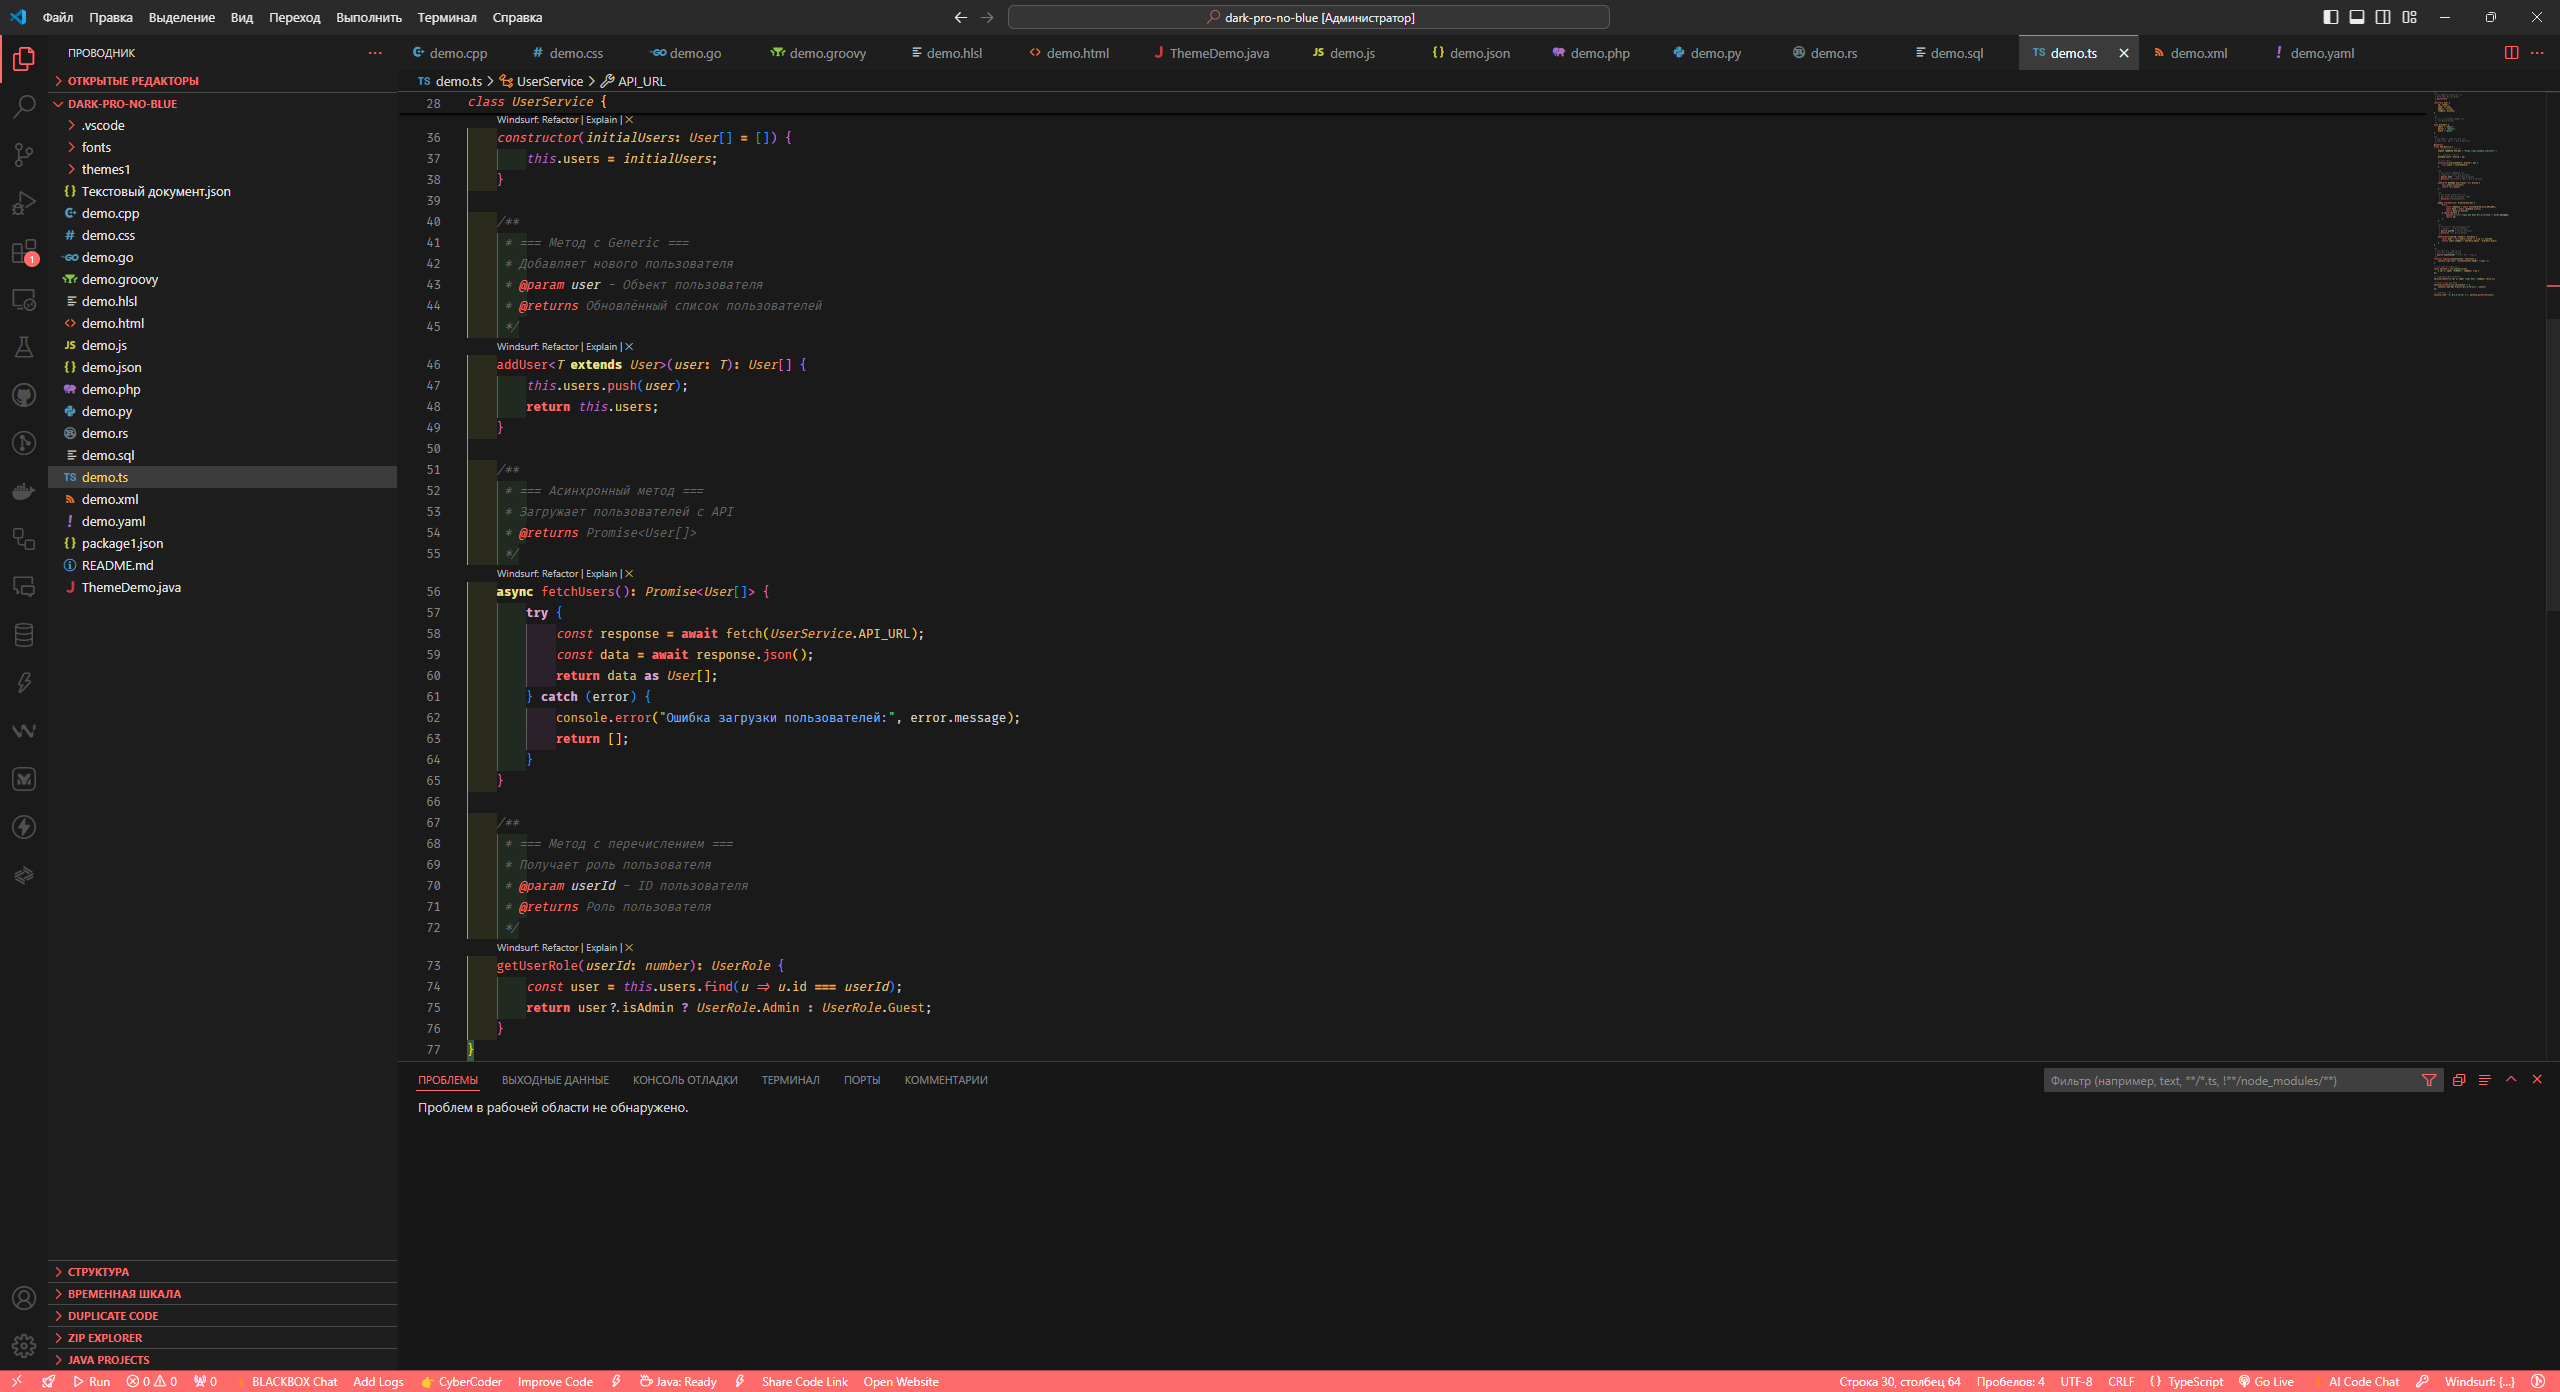 Файл Правка Выделение Вид Переход Выполнить Терминал Справка
dark-pro-no-blue [Администратор]
ПРОВОДНИК
ОТКРЫТЫЕ РЕДАКТОРЫ
DARK-PRO-NO-BLUE
.vscode
fonts
themes1
Текстовый документ.json
demo.cpp
demo.css
demo.go
demo.groovy
demo.hlsl
demo.html
demo.js
demo.json
demo.php
demo.py
demo.rs
demo.sql
demo.ts
demo.xml
demo.yaml
package1.json
README.md
ThemeDemo.java
СТРУКТУРА
ВРЕМЕННАЯ ШКАЛА
DUPLICATE CODE
ZIP EXPLORER
JAVA PROJECTS
demo.cpp demo.css demo.go demo.groovy demo.hlsl demo.html ThemeDemo.java demo.js demo.json demo.php demo.py demo.rs demo.sql demo.ts demo.xml demo.yaml
demo.ts > UserService > API_URL
28 class UserService {
Windsurf: Refactor | Explain | X
36 constructor(initialUsers: User[] = []) {
37 this.users = initialUsers;
38 }
39
40 /**
41 * === Метод с Generic ===
42 * Добавляет нового пользователя
43 * @param user - Объект пользователя
44 * @returns Обновлённый список пользователей
45 */
Windsurf: Refactor | Explain | X
46 addUser<T extends User>(user: T): User[] {
47 this.users.push(user);
48 return this.users;
49 }
50
51 /**
52 * === Асинхронный метод ===
53 * Загружает пользователей с API
54 * @returns Promise<User[]>
55 */
Windsurf: Refactor | Explain | X
56 async fetchUsers(): Promise<User[]> {
57 try {
58 const response = await fetch(UserService.API_URL);
59 const data = await response.json();
60 return data as User[];
61 } catch (error) {
62 console.error("Ошибка загрузки пользователей:", error.message);
63 return [];
64 }
65 }
66
67 /**
68 * === Метод с перечислением ===
69 * Получает роль пользователя
70 * @param userId - ID пользователя
71 * @returns Роль пользователя
72 */
Windsurf: Refactor | Explain | X
73 getUserRole(userId: number): UserRole {
74 const user = this.users.find(u => u.id === userId);
75 return user?.isAdmin ? UserRole.Admin : UserRole.Guest;
76 }
77 }
ПРОБЛЕМЫ ВЫХОДНЫЕ ДАННЫЕ КОНСОЛЬ ОТЛАДКИ ТЕРМИНАЛ ПОРТЫ КОММЕНТАРИИ
Фильтр (например, text, **/*.ts, !**/node_modules/**)
Проблем в рабочей области не обнаружено.
Run 0 0 0 BLACKBOX Chat Add Logs CyberCoder Improve Code Java: Ready Share Code Link Open Website
Строка 30, столбец 64 Пробелов: 4 UTF-8 CRLF {} TypeScript Go Live AI Code Chat Windsurf: {...}